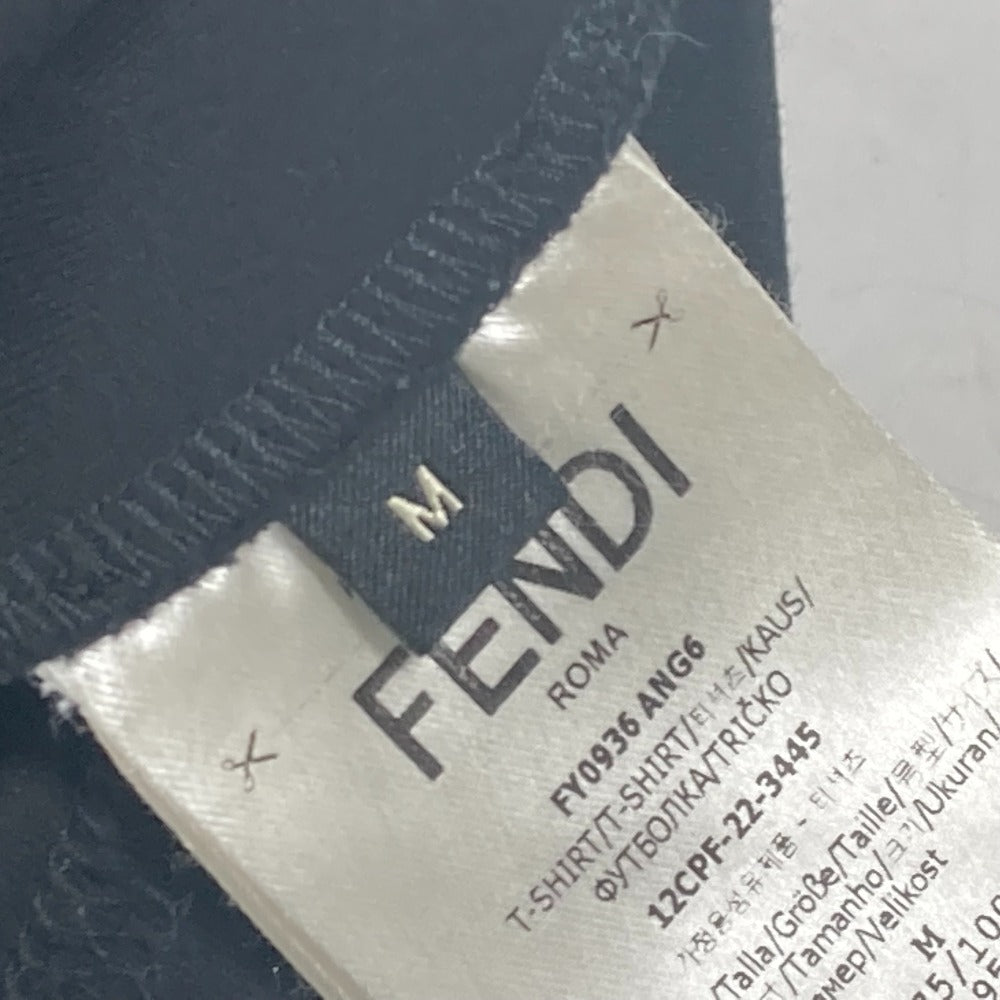 M
FENDI
ROMA
FY0936 ANG6
T-SHIRT/T-SHIRT/티셔츠/KAUS/
ФУТБОЛКА/TRIČKO
12CPF-22-3445
가정용섬유제품 - 티셔츠
/Talla/Größe/Taille/号型/サイズ/
/Tamanho/크기/Ukuran/
мер/Velikost
M